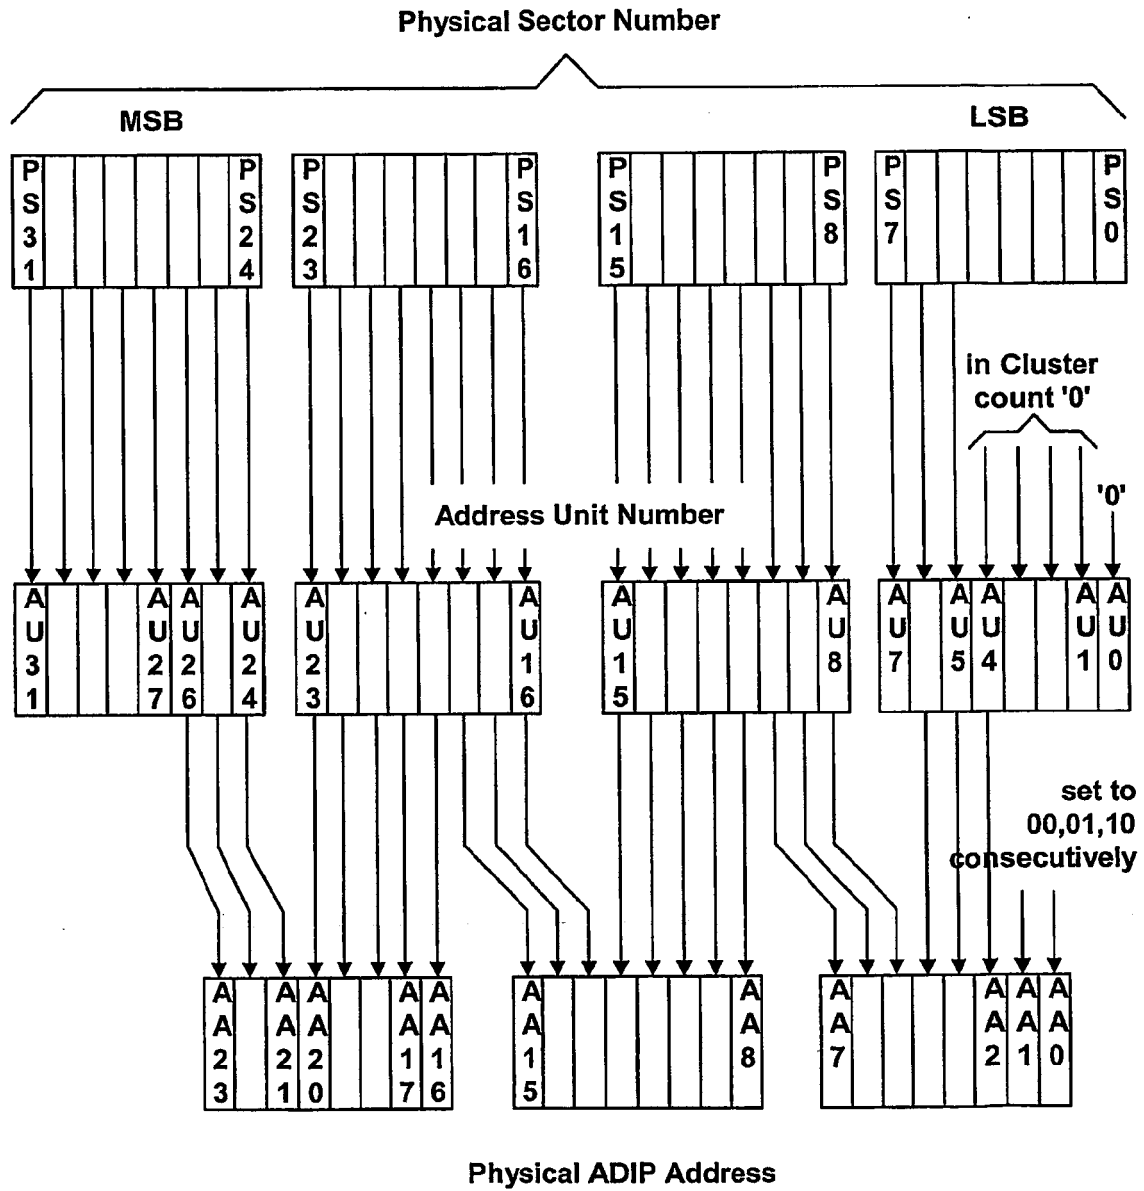 Physical Sector Number
MSB
LSB
PS31
PS24
PS23
PS16
PS15
PS8
PS7
PS0
in Cluster
count '0'
'0'
Address Unit Number
AU31
AU27
AU26
AU24
AU23
AU16
AU15
AU8
AU7
AU5
AU4
AU1
AU0
set to
00,01,10
consecutively
AA23
AA21
AA20
AA17
AA16
AA15
AA8
AA7
AA2
AA1
AA0
Physical ADIP Address